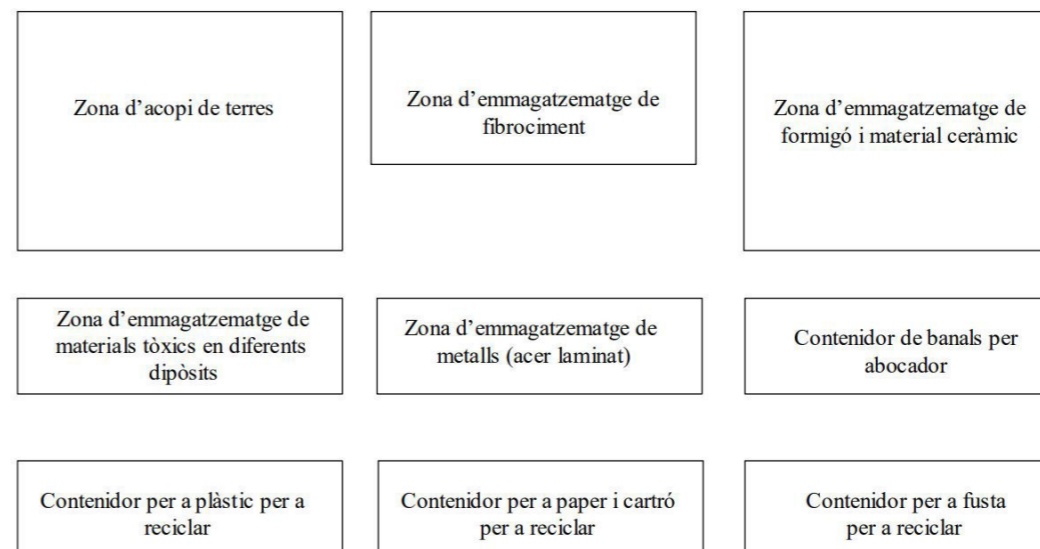 Zona d’acopi de terres
Zona d’emmagatzematge de
fibrociment
Zona d’emmagatzematge de
formigó i material ceràmic
Zona d’emmagatzematge de
materials tòxics en diferents
dipòsits
Zona d’emmagatzematge de
metalls (acer laminat)
Contenidor de banals per
abocador
Contenidor per a plàstic per a
reciclar
Contenidor per a paper i cartró
per a reciclar
Contenidor per a fusta
per a reciclar